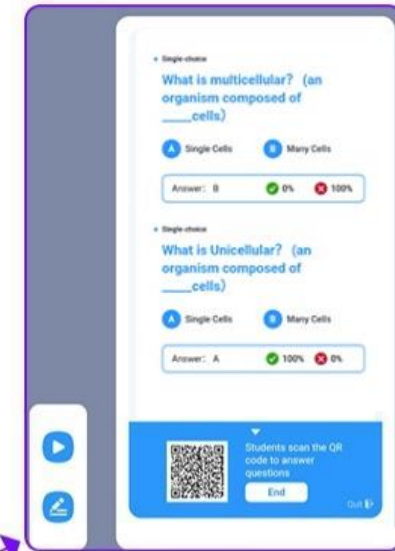 Single-choice
What is multicellular? (an
organism composed of
____cells)
A Single Cells B Many Cells
Answer: B 0% 100%
Single-choice
What is Unicellular? (an
organism composed of
____cells)
A Single Cells B Many Cells
Answer: A 100% 0%
Students scan the QR
code to answer
questions
End
Quit